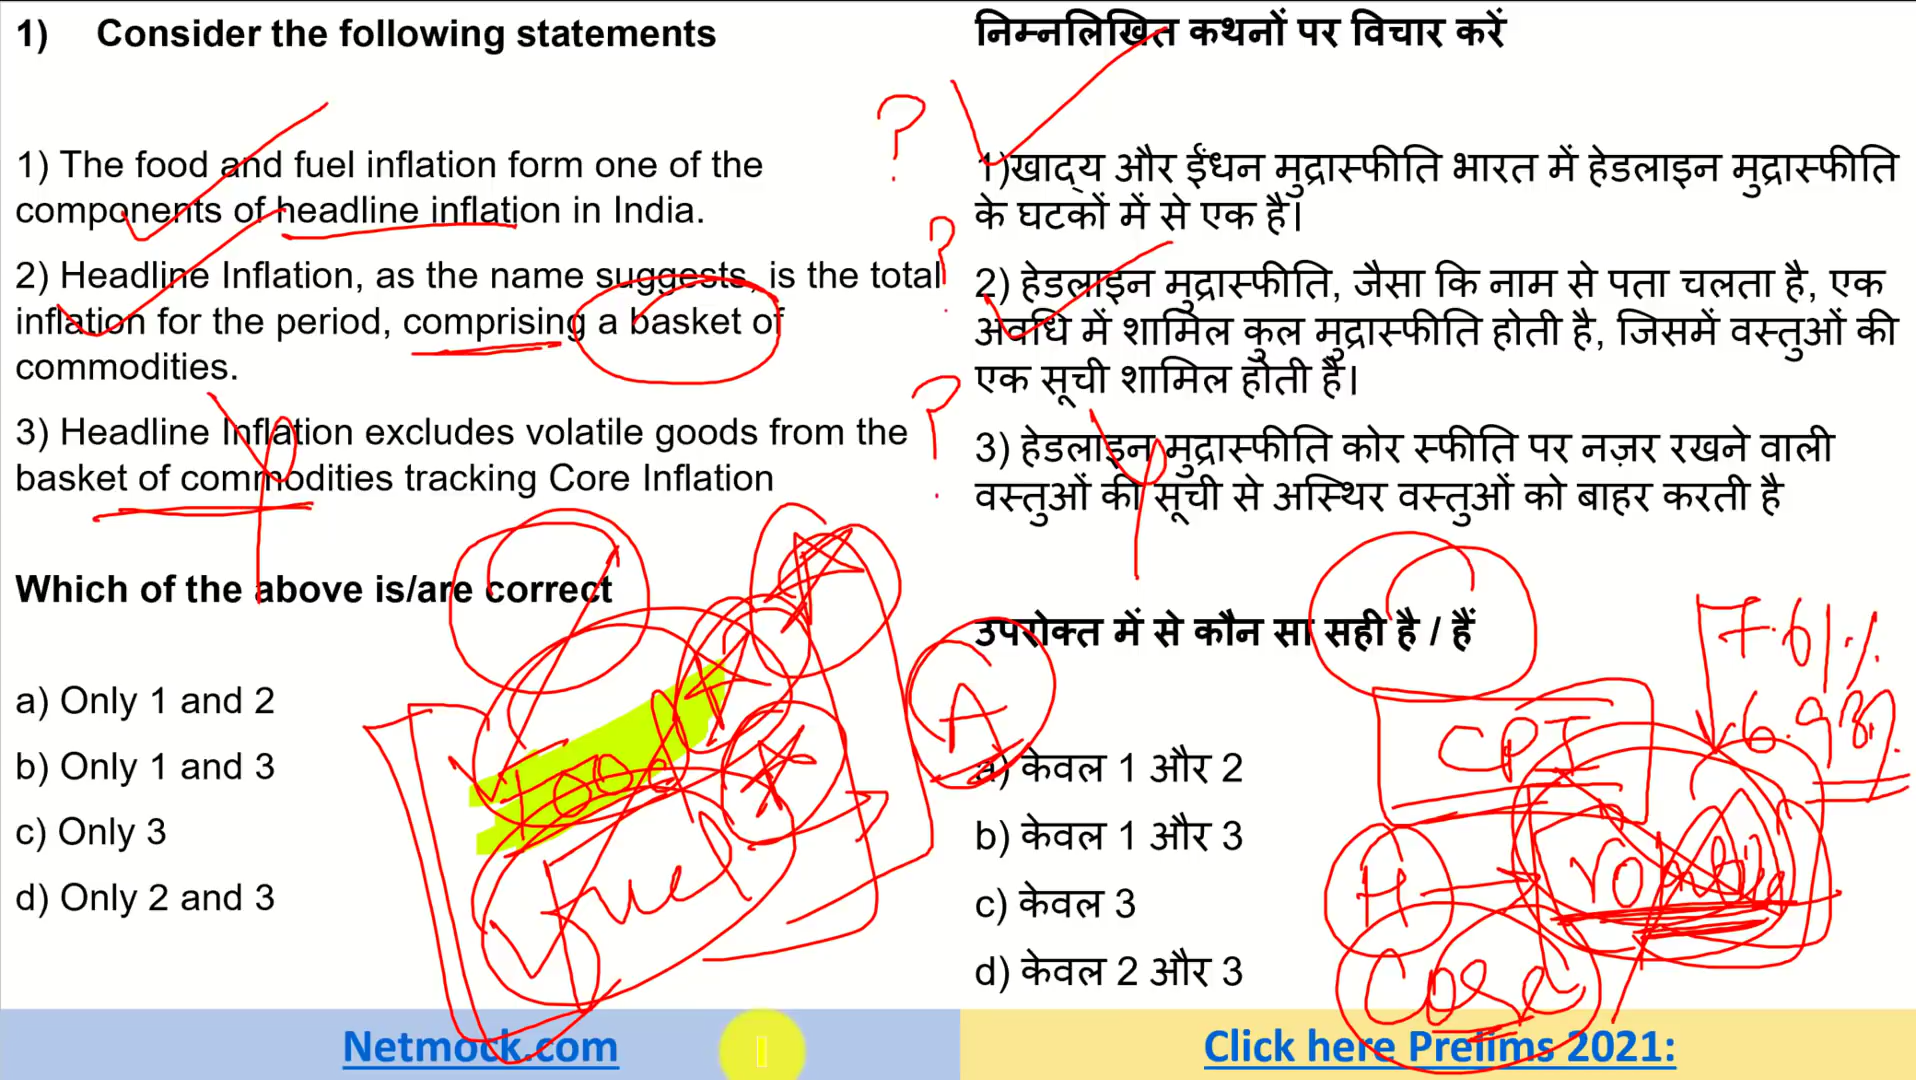 1) Consider the following statements
1) The food and fuel inflation form one of the
components of headline inflation in India.
2) Headline Inflation, as the name suggests, is the total
inflation for the period, comprising a basket of
commodities.
3) Headline Inflation excludes volatile goods from the
basket of commodities tracking Core Inflation
Which of the above is/are correct
a) Only 1 and 2
b) Only 1 and 3
c) Only 3
d) Only 2 and 3
Food
Fuel
Netmock.com
निम्नलिखित कथनों पर विचार करें
1)खाद्य और ईंधन मुद्रास्फीति भारत में हेडलाइन मुद्रास्फीति
के घटकों में से एक है।
2) हेडलाइन मुद्रास्फीति, जैसा कि नाम से पता चलता है, एक
अवधि में शामिल कुल मुद्रास्फीति होती है, जिसमें वस्तुओं की
एक सूची शामिल होती है।
3) हेडलाइन मुद्रास्फीति कोर स्फीति पर नज़र रखने वाली
वस्तुओं की सूची से अस्थिर वस्तुओं को बाहर करती है
उपरोक्त में से कौन सा सही है / हैं
a) केवल 1 और 2
b) केवल 1 और 3
c) केवल 3
d) केवल 2 और 3
A
7.61%
6.93%
CPI
H
Core
Click here Prelims 2021: